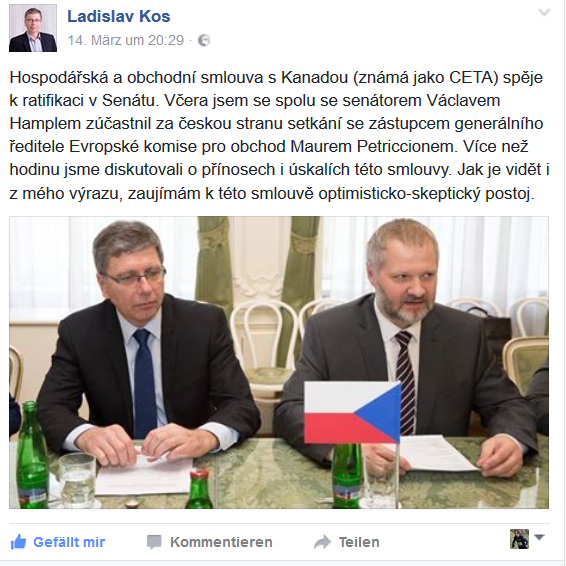 Ladislav Kos
14. März um 20:29 ·
Hospodářská a obchodní smlouva s Kanadou (známá jako CETA) spěje
k ratifikaci v Senátu. Včera jsem se spolu se senátorem Václavem
Hamplem zúčastnil za českou stranu setkání se zástupcem generálního
ředitele Evropské komise pro obchod Maurem Petriccionem. Více než
hodinu jsme diskutovali o přínosech i úskalích této smlouvy. Jak je vidět i
z mého výrazu, zaujímám k této smlouvě optimisticko-skeptický postoj.
Gefällt mir Kommentieren Teilen